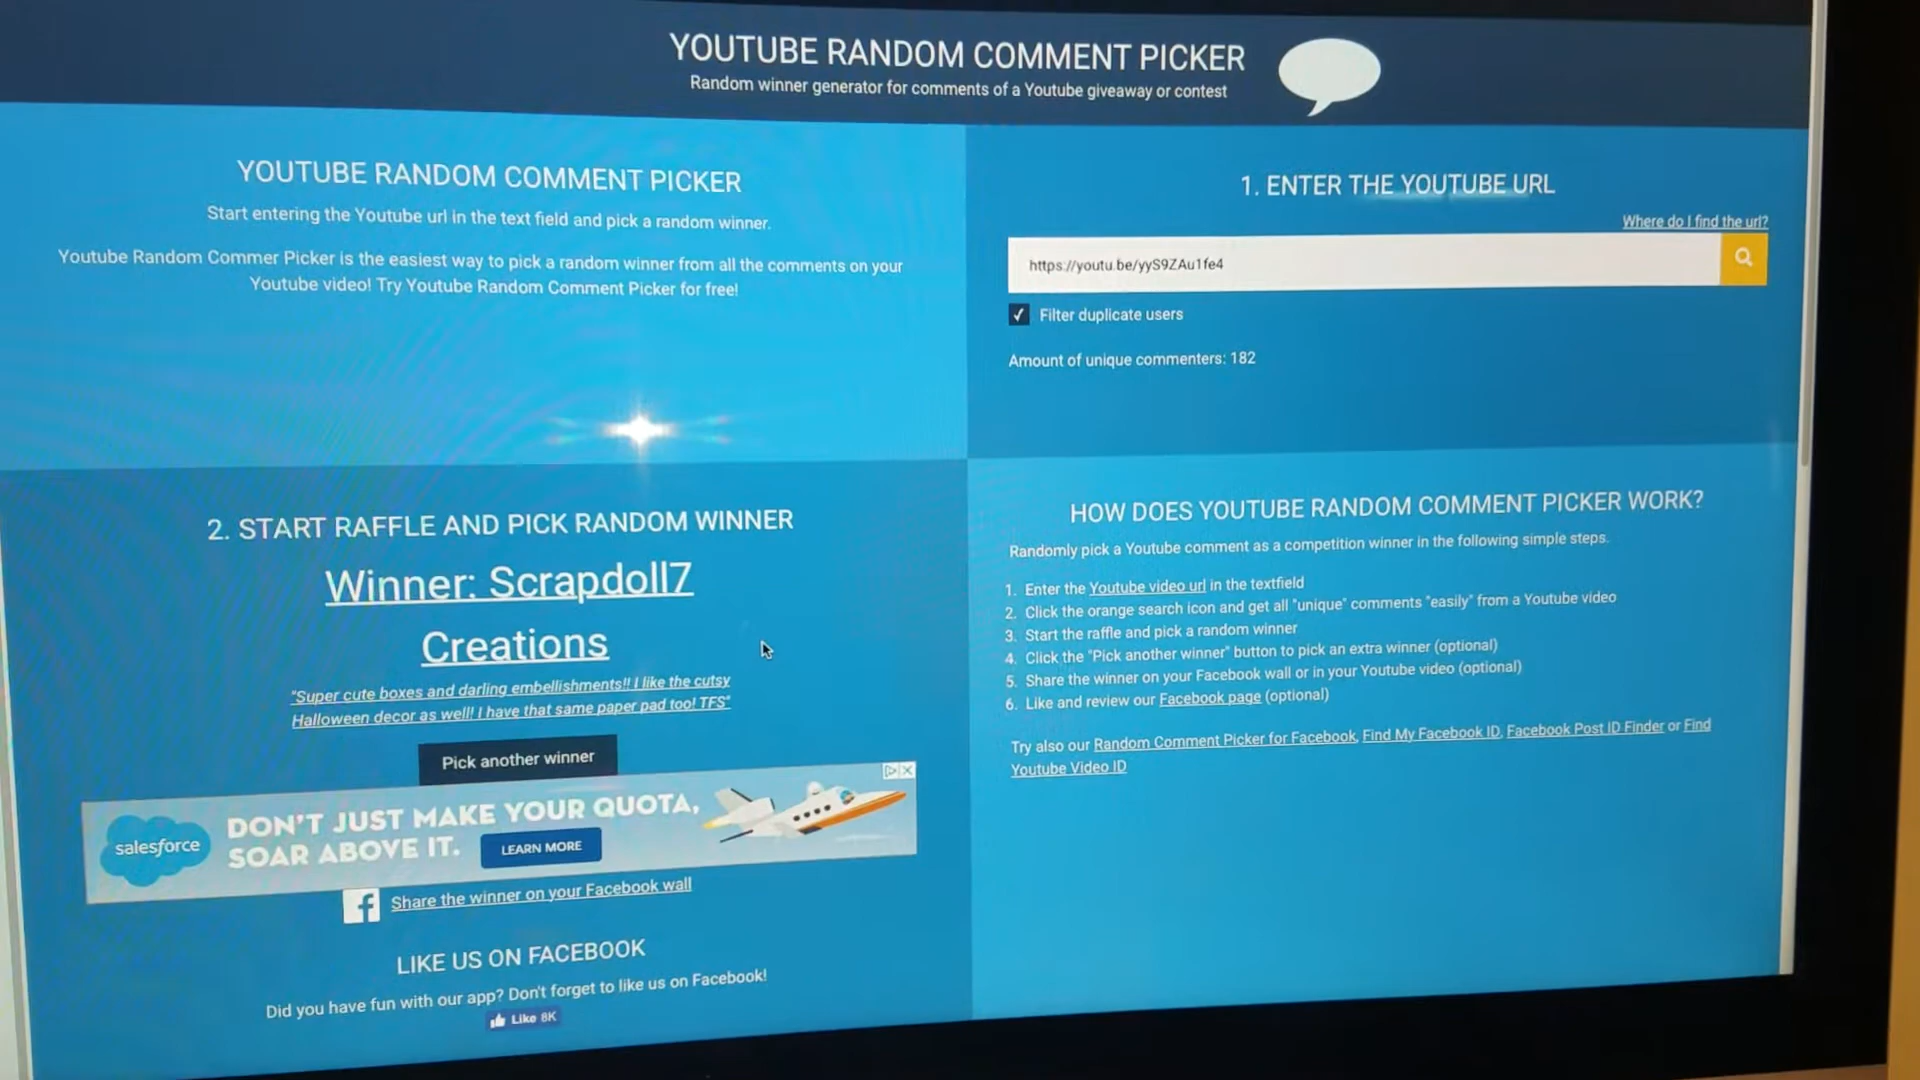 YOUTUBE RANDOM COMMENT PICKER
Random winner generator for comments of a Youtube giveaway or contest
YOUTUBE RANDOM COMMENT PICKER
Start entering the Youtube url in the text field and pick a random winner.
Youtube Random Commer Picker is the easiest way to pick a random winner from all the comments on your
Youtube video! Try Youtube Random Comment Picker for free!
1. ENTER THE YOUTUBE URL
Where do I find the url?
https://youtu.be/yyS9ZAu1fe4
Filter duplicate users
Amount of unique commenters: 182
2. START RAFFLE AND PICK RANDOM WINNER
Winner: Scrapdoll7
Creations
"Super cute boxes and darling embellishments!! I like the cutsy
Halloween decor as well! I have that same paper pad too! TFS"
Pick another winner
salesforce
DON'T JUST MAKE YOUR QUOTA,
SOAR ABOVE IT.
LEARN MORE
Share the winner on your Facebook wall
LIKE US ON FACEBOOK
Did you have fun with our app? Don't forget to like us on Facebook!
Like 8K
HOW DOES YOUTUBE RANDOM COMMENT PICKER WORK?
Randomly pick a Youtube comment as a competition winner in the following simple steps.
1. Enter the Youtube video url in the textfield
2. Click the orange search icon and get all "unique" comments "easily" from a Youtube video
3. Start the raffle and pick a random winner
4. Click the "Pick another winner" button to pick an extra winner (optional)
5. Share the winner on your Facebook wall or in your Youtube video (optional)
6. Like and review our Facebook page (optional)
Try also our Random Comment Picker for Facebook, Find My Facebook ID, Facebook Post ID Finder or Find
Youtube Video ID